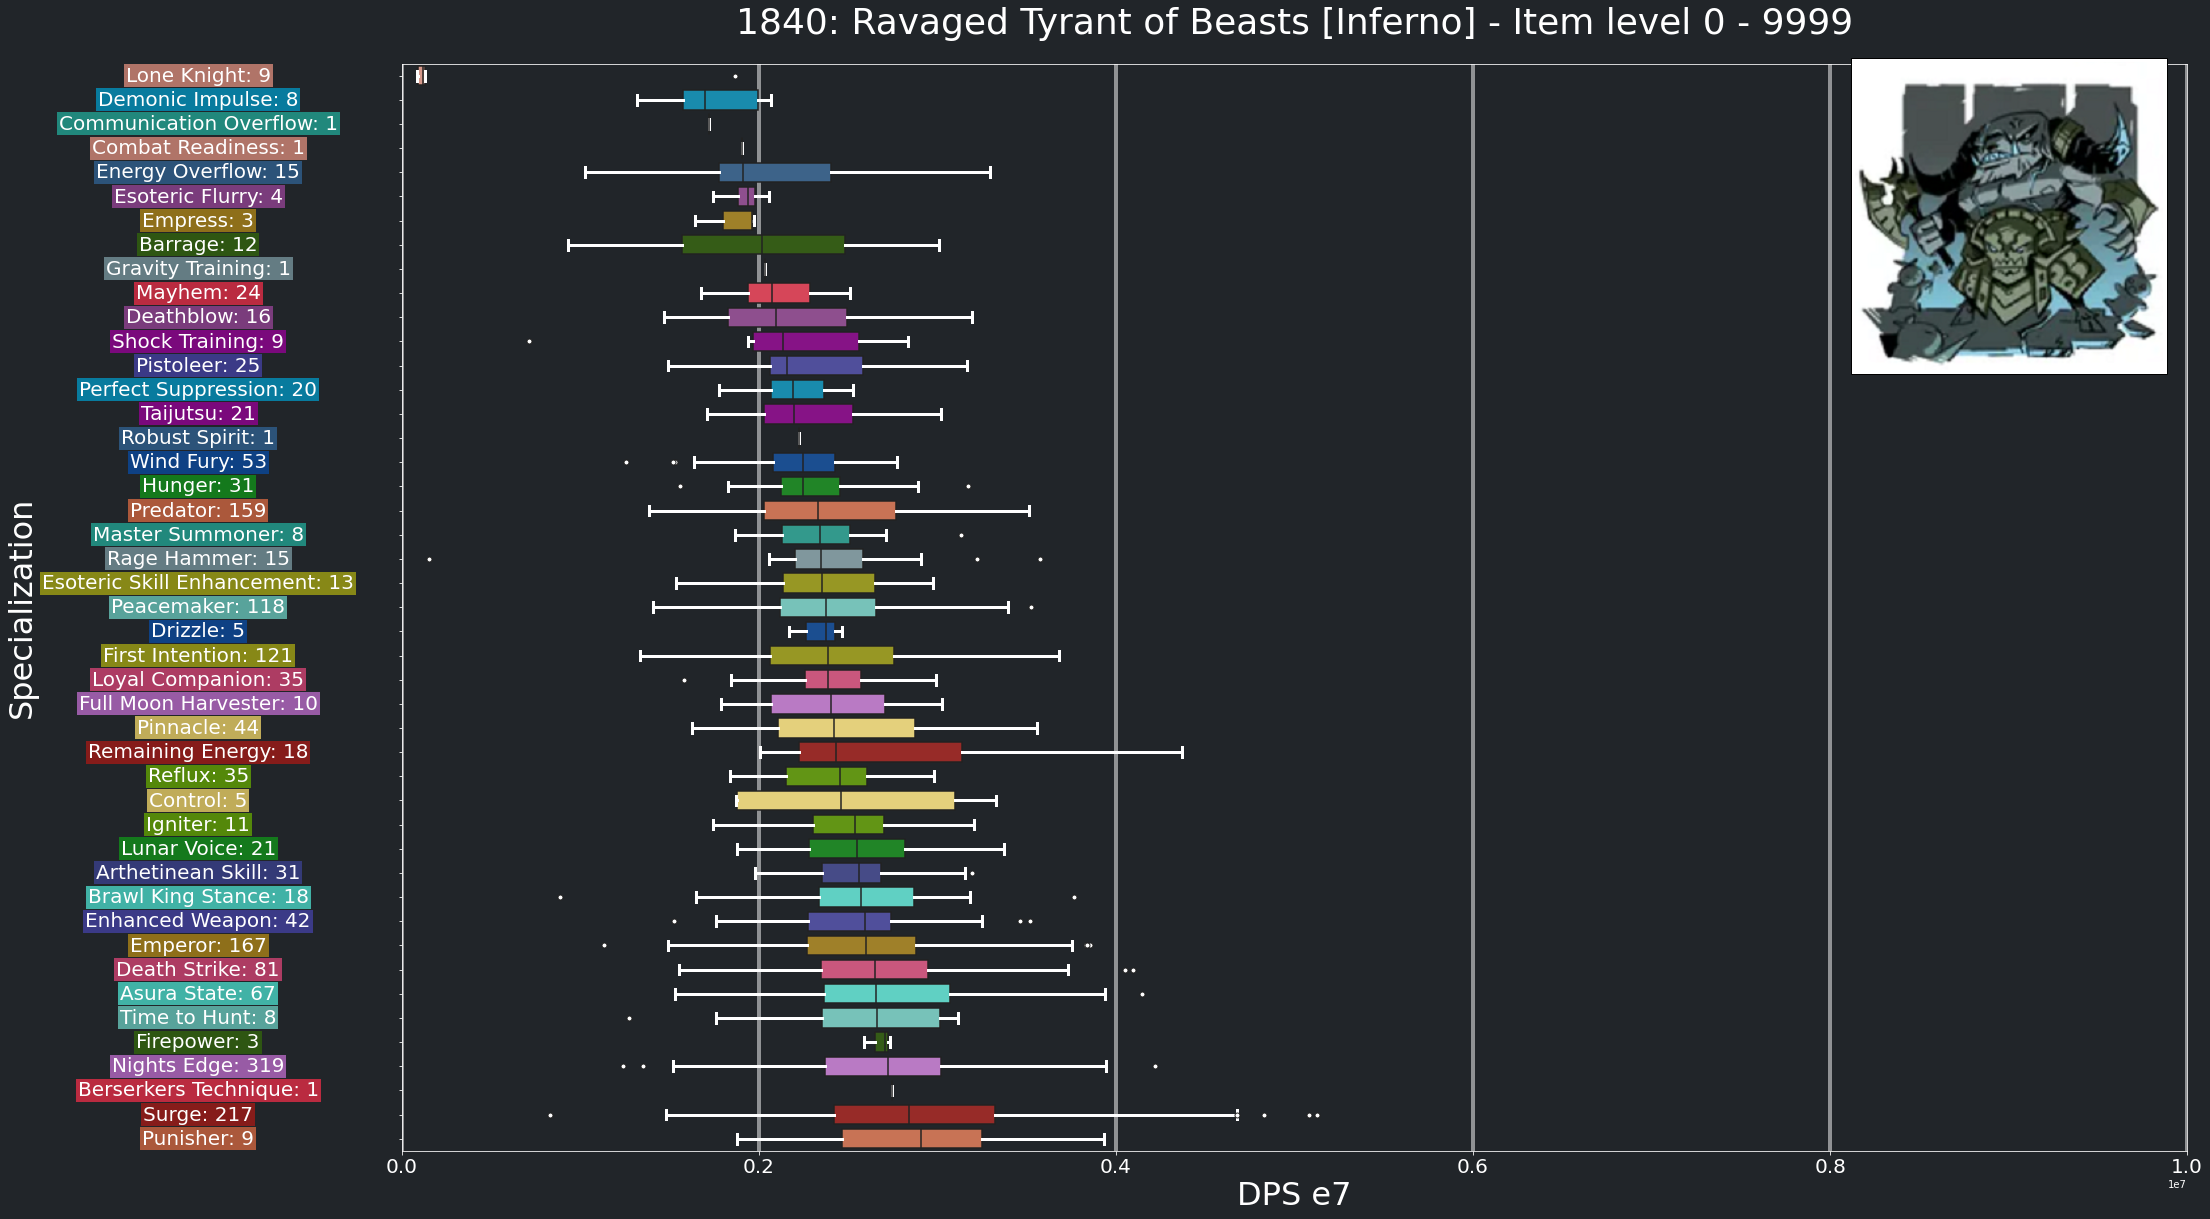 1840: Ravaged Tyrant of Beasts [Inferno] - Item level 0 - 9999
Specialization
Lone Knight: 9
Demonic Impulse: 8
Communication Overflow: 1
Combat Readiness: 1
Energy Overflow: 15
Esoteric Flurry: 4
Empress: 3
Barrage: 12
Gravity Training: 1
Mayhem: 24
Deathblow: 16
Shock Training: 9
Pistoleer: 25
Perfect Suppression: 20
Taijutsu: 21
Robust Spirit: 1
Wind Fury: 53
Hunger: 31
Predator: 159
Master Summoner: 8
Rage Hammer: 15
Esoteric Skill Enhancement: 13
Peacemaker: 118
Drizzle: 5
First Intention: 121
Loyal Companion: 35
Full Moon Harvester: 10
Pinnacle: 44
Remaining Energy: 18
Reflux: 35
Control: 5
Igniter: 11
Lunar Voice: 21
Arthetinean Skill: 31
Brawl King Stance: 18
Enhanced Weapon: 42
Emperor: 167
Death Strike: 81
Asura State: 67
Time to Hunt: 8
Firepower: 3
Nights Edge: 319
Berserkers Technique: 1
Surge: 217
Punisher: 9
0.0 0.2 0.4 0.6 0.8 1.0
1e7
DPS e7